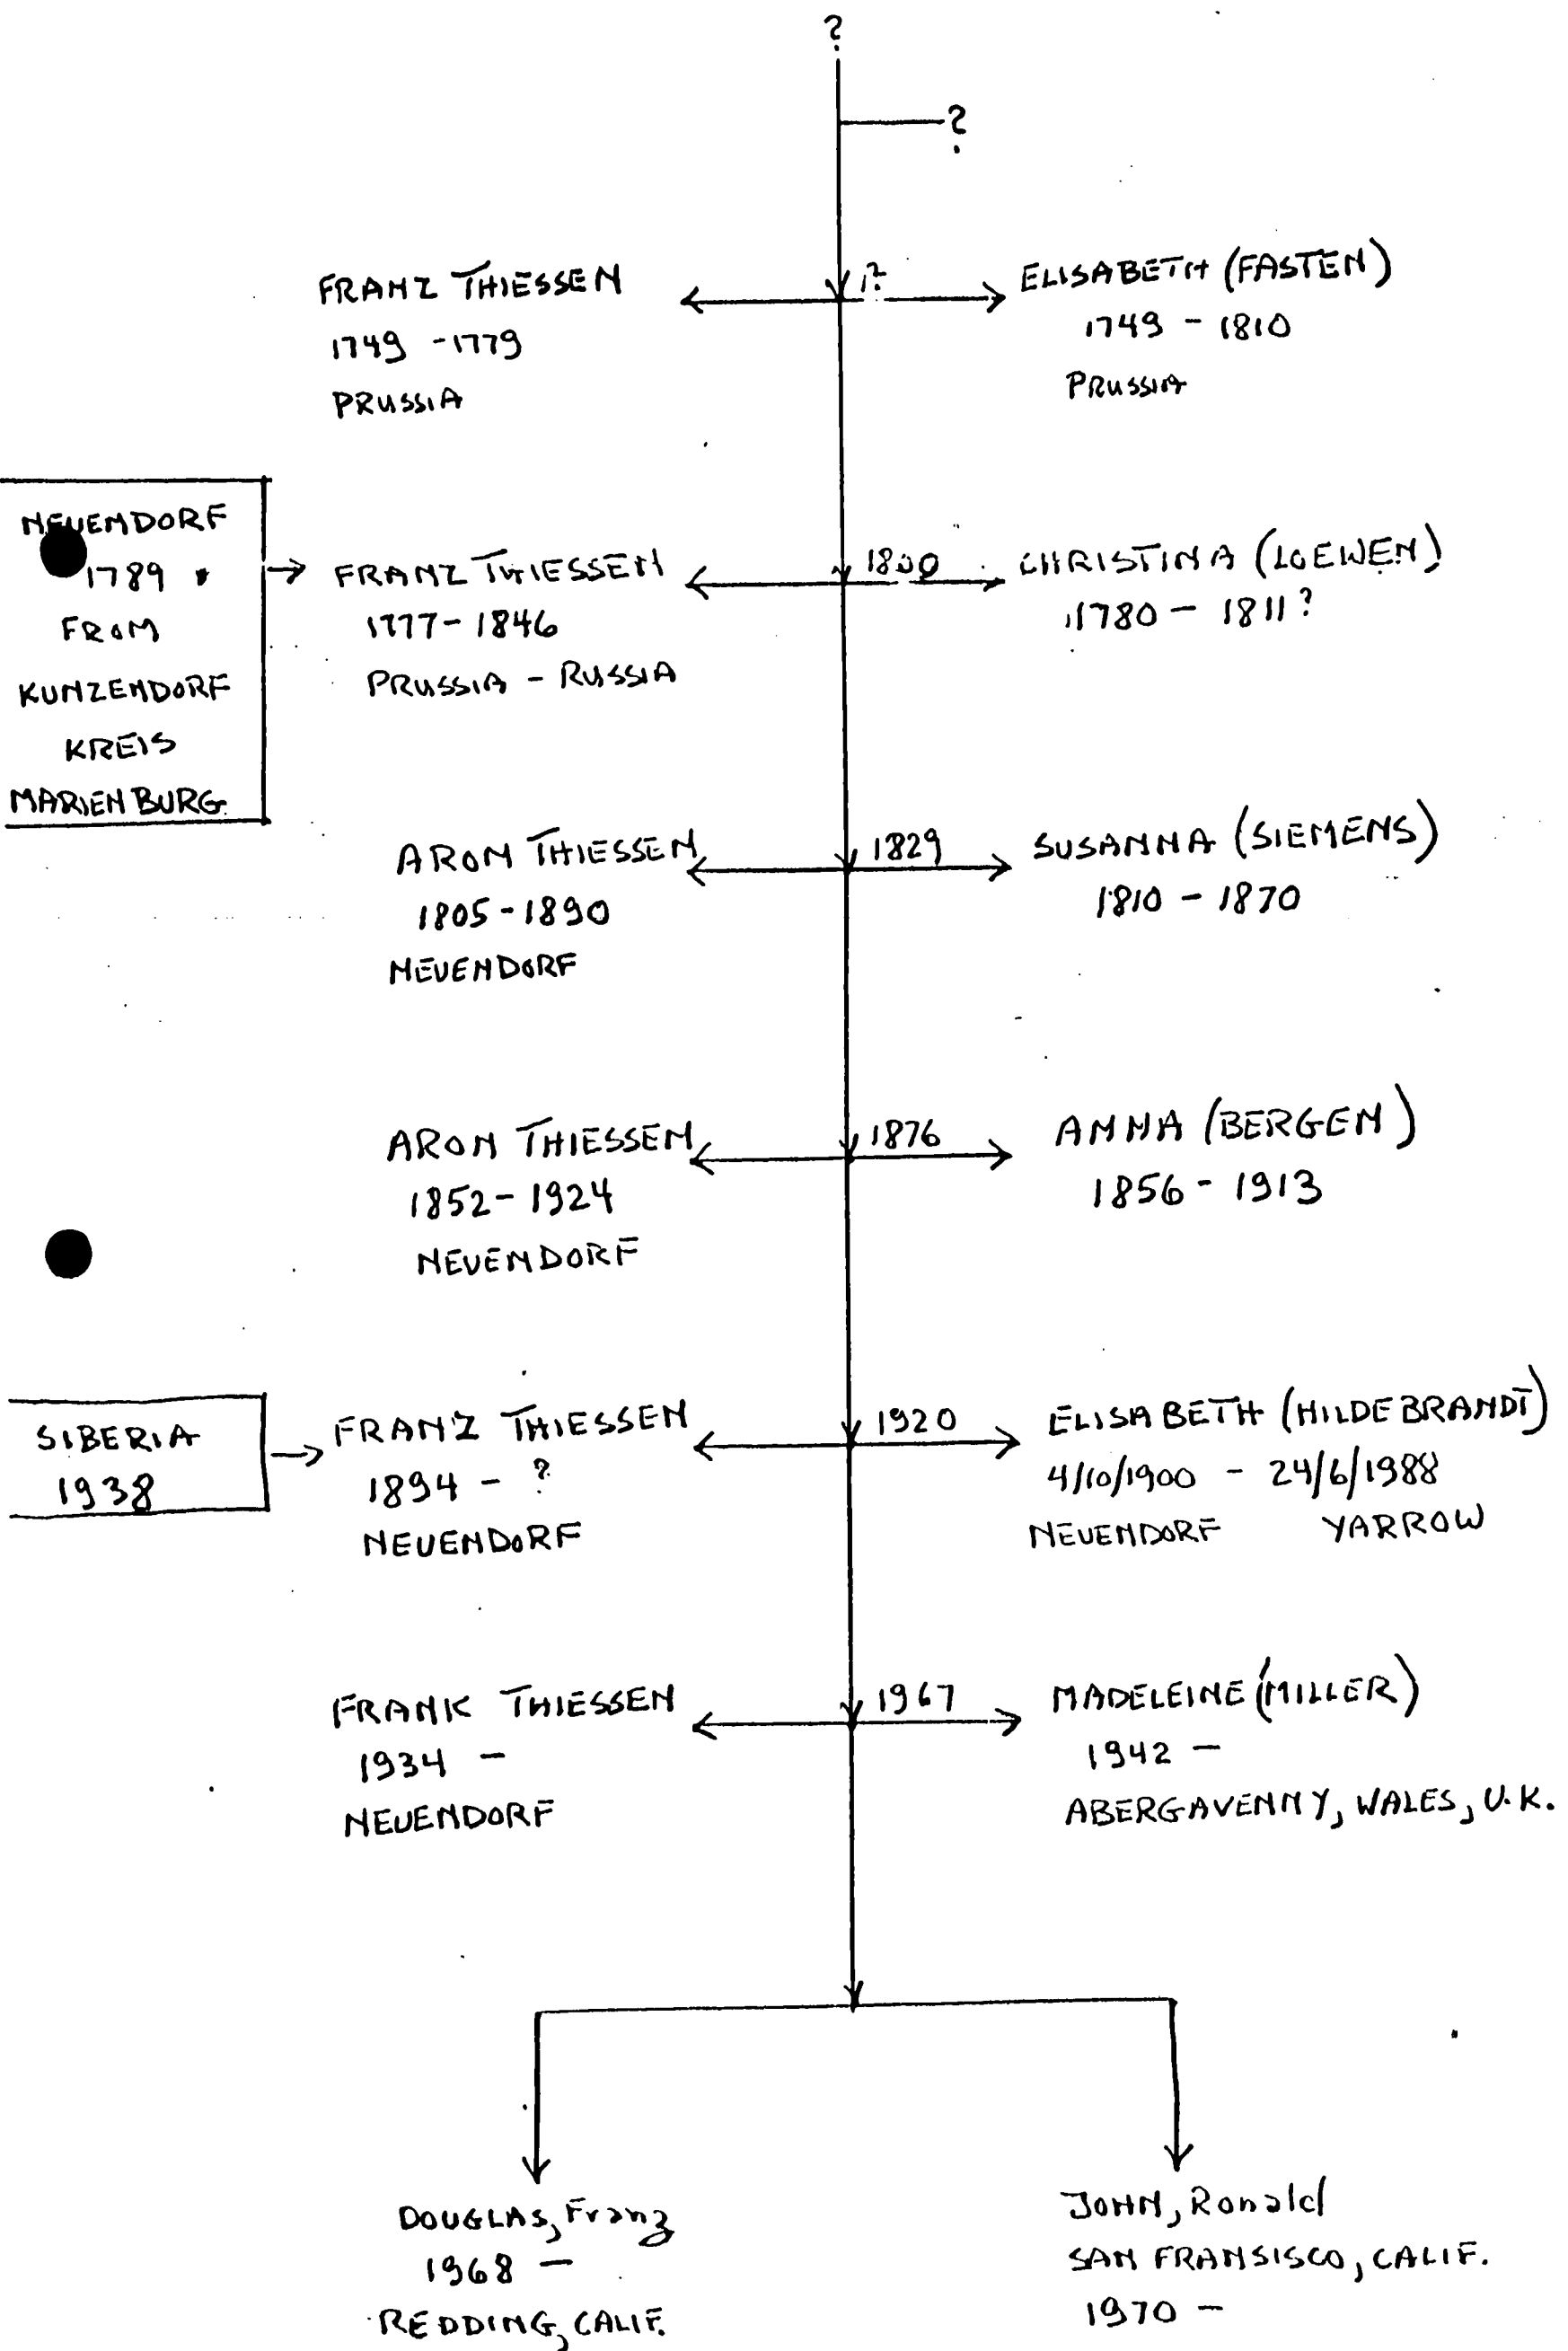 ?
?
FRANZ THIESSEN
1749 - 1779
PRUSSIA
?
ELISABETH (FASTEN)
1749 - 1810
PRUSSIA
NEUENDORF
1789
FROM
KUNZENDORF
KREIS
MARIENBURG.
FRANZ THIESSEN
1777 - 1846
PRUSSIA - RUSSIA
1800
CHRISTINA (LOEWEN)
1780 - 1811?
ARON THIESSEN
1805 - 1890
NEUENDORF
1829
SUSANNA (SIEMENS)
1810 - 1870
ARON THIESSEN
1852 - 1924
NEUENDORF
1876
ANNA (BERGEN)
1856 - 1913
SIBERIA
1938
FRANZ THIESSEN
1894 - ?
NEUENDORF
1920
ELISABETH (HILDEBRANDT)
4/10/1900 - 24/6/1988
NEUENDORF YARROW
FRANK THIESSEN
1934 -
NEUENDORF
1967
MADELEINE (MILLER)
1942 -
ABERGAVENNY, WALES, U.K.
DOUGLAS, Franz
1968 -
REDDING, CALIF.
JOHN, Ronald
SAN FRANSISCO, CALIF.
1970 -